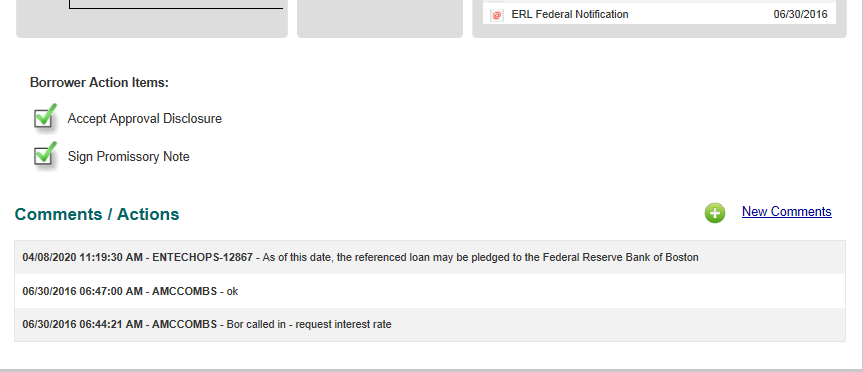 ERL Federal Notification 06/30/2016
Borrower Action Items:
Accept Approval Disclosure
Sign Promissory Note
Comments / Actions
New Comments
04/08/2020 11:19:30 AM - ENTECHOPS-12867 - As of this date, the referenced loan may be pledged to the Federal Reserve Bank of Boston
06/30/2016 06:47:00 AM - AMCCOMBS - ok
06/30/2016 06:44:21 AM - AMCCOMBS - Bor called in - request interest rate